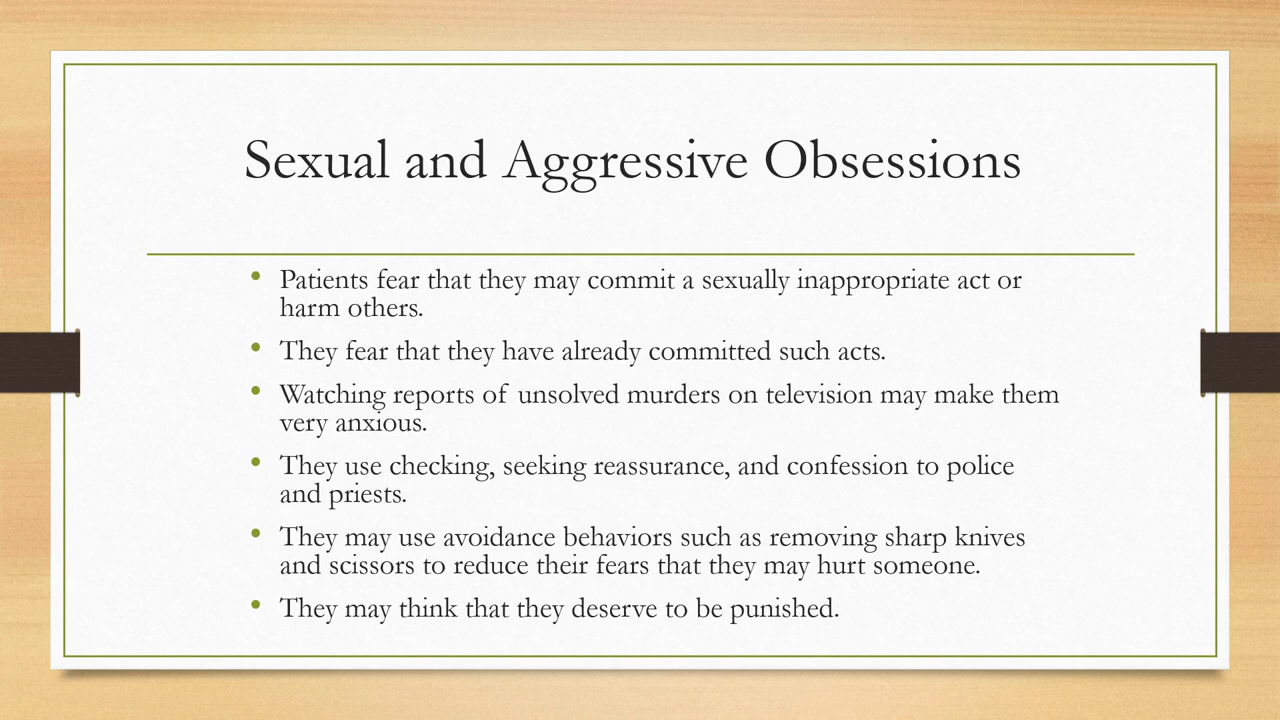 Sexual and Aggressive Obsessions
• Patients fear that they may commit a sexually inappropriate act or
harm others.
• They fear that they have already committed such acts.
• Watching reports of unsolved murders on television may make them
very anxious.
• They use checking, seeking reassurance, and confession to police
and priests.
• They may use avoidance behaviors such as removing sharp knives
and scissors to reduce their fears that they may hurt someone.
• They may think that they deserve to be punished.